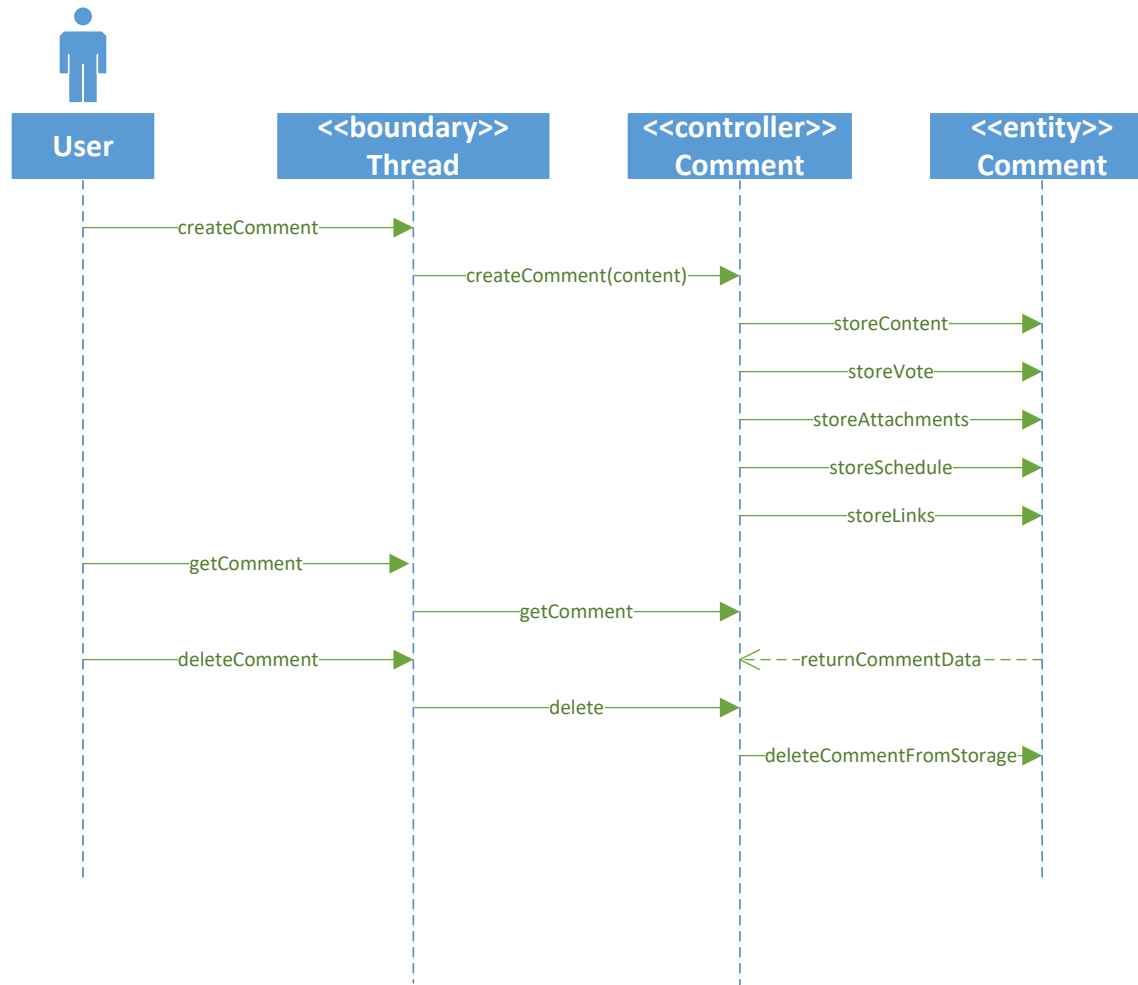 User
<<boundary>>
Thread
<<controller>>
Comment
<<entity>>
Comment
createComment
createComment(content)
storeContent
storeVote
storeAttachments
storeSchedule
storeLinks
getComment
getComment
deleteComment
returnCommentData
delete
deleteCommentFromStorage